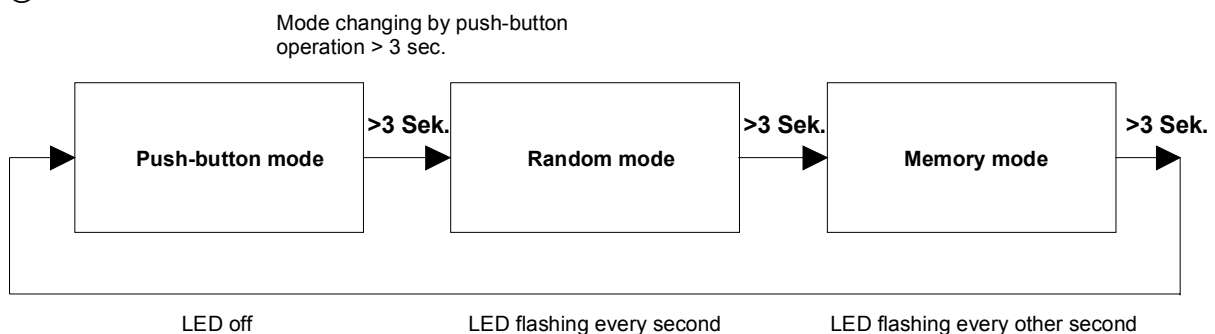 Mode changing by push-button
operation > 3 sec.
>3 Sek.
>3 Sek.
>3 Sek.
Push-button mode
Random mode
Memory mode
LED off
LED flashing every second
LED flashing every other second